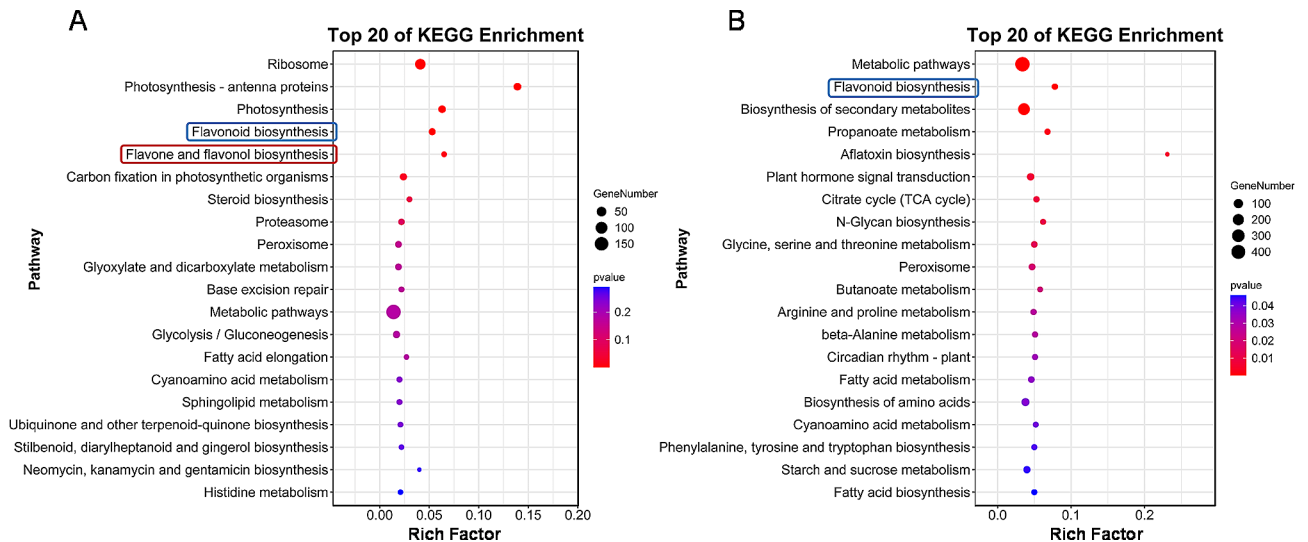 A
Top 20 of KEGG Enrichment
Pathway
Ribosome
Photosynthesis - antenna proteins
Photosynthesis
Flavonoid biosynthesis
Flavone and flavonol biosynthesis
Carbon fixation in photosynthetic organisms
Steroid biosynthesis
Proteasome
Peroxisome
Glyoxylate and dicarboxylate metabolism
Base excision repair
Metabolic pathways
Glycolysis / Gluconeogenesis
Fatty acid elongation
Cyanoamino acid metabolism
Sphingolipid metabolism
Ubiquinone and other terpenoid-quinone biosynthesis
Stilbenoid, diarylheptanoid and gingerol biosynthesis
Neomycin, kanamycin and gentamicin biosynthesis
Histidine metabolism
0.00 0.05 0.10 0.15 0.20
Rich Factor
GeneNumber
50
100
150
pvalue
0.2
0.1
B
Top 20 of KEGG Enrichment
Pathway
Metabolic pathways
Flavonoid biosynthesis
Biosynthesis of secondary metabolites
Propanoate metabolism
Aflatoxin biosynthesis
Plant hormone signal transduction
Citrate cycle (TCA cycle)
N-Glycan biosynthesis
Glycine, serine and threonine metabolism
Peroxisome
Butanoate metabolism
Arginine and proline metabolism
beta-Alanine metabolism
Circadian rhythm - plant
Fatty acid metabolism
Biosynthesis of amino acids
Cyanoamino acid metabolism
Phenylalanine, tyrosine and tryptophan biosynthesis
Starch and sucrose metabolism
Fatty acid biosynthesis
0.0 0.1 0.2
Rich Factor
GeneNumber
100
200
300
400
pvalue
0.04
0.03
0.02
0.01